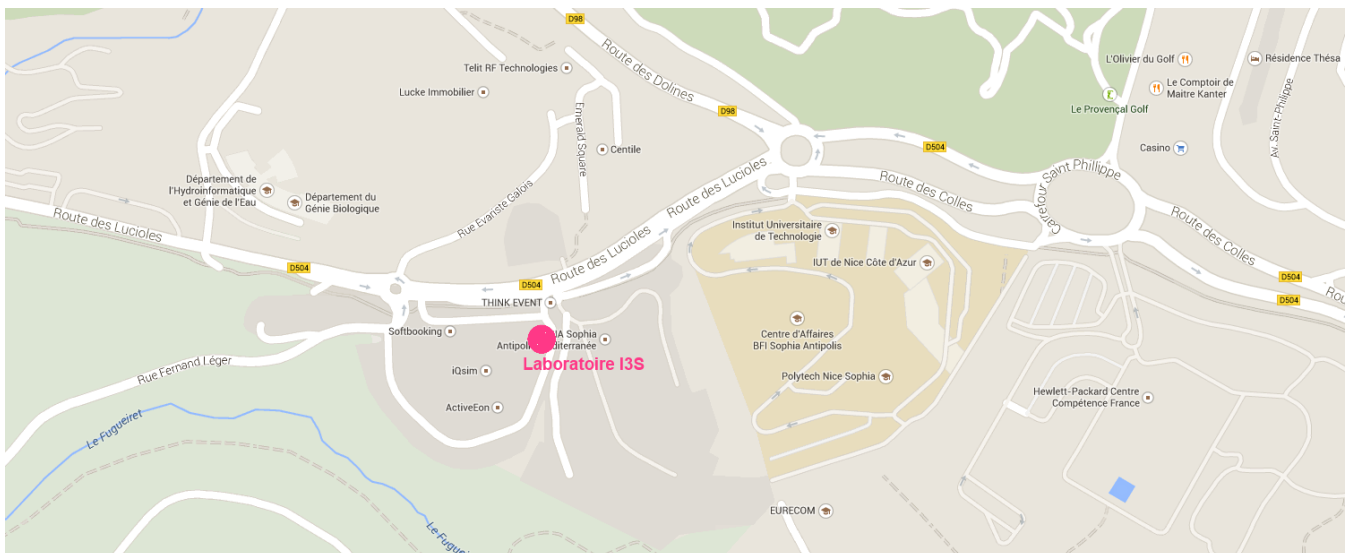 D98
Route des Dolines
D98
Telit RF Technologies
Lucke Immobilier
Emerald Square
Centile
L'Olivier du Golf
Résidence Thésa
Le Comptoir de
Maitre Kanter
Le Provençal Golf
Casino
Av. Saint-Philippe
D504
Carrefour Saint Phillippe
Route des Colles
Route des Colles
D504
Route des Lucioles
Département de
l'Hydroinformatique
et Génie de l'Eau
Département du
Génie Biologique
Rue Evariste Galois
Route des Lucioles
D504
Route des Lucioles
D504
Institut Universitaire
de Technologie
IUT de Nice Côte d'Azur
THINK EVENT
Softbooking
Sophia
Antipolis
Laboratoire I3S
iQsim
ActiveEon
Centre d'Affaires
BFI Sophia Antipolis
Polytech Nice Sophia
Hewlett-Packard Centre
Compétence France
Rue Fernand Léger
Le Fugueiret
Le Fugueiret
EURECOM